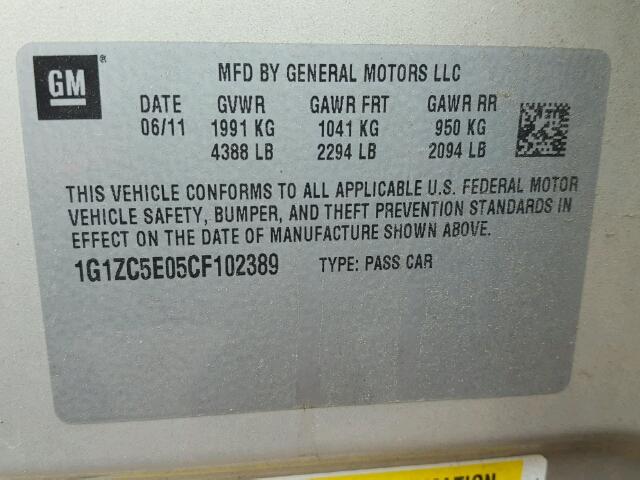 GM
MFD BY GENERAL MOTORS LLC
DATE GVWR GAWR FRT GAWR RR
06/11 1991 KG 1041 KG 950 KG
4388 LB 2294 LB 2094 LB
THIS VEHICLE CONFORMS TO ALL APPLICABLE U.S. FEDERAL MOTOR
VEHICLE SAFETY, BUMPER, AND THEFT PREVENTION STANDARDS IN
EFFECT ON THE DATE OF MANUFACTURE SHOWN ABOVE.
1G1ZC5E05CF102389 TYPE: PASS CAR